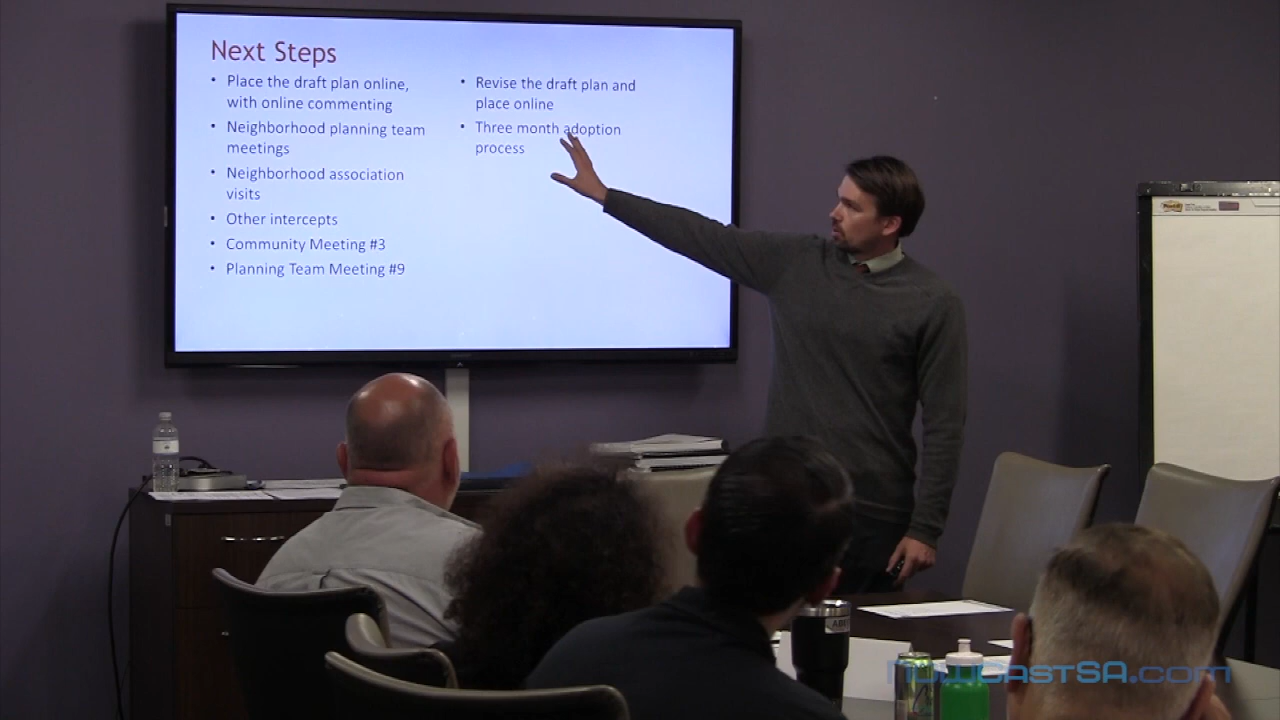 Next Steps
• Place the draft plan online,
with online commenting
• Neighborhood planning team
meetings
• Neighborhood association
visits
• Other intercepts
• Community Meeting #3
• Planning Team Meeting #9
• Revise the draft plan and
place online
• Three month adoption
process
nowcastSA.com